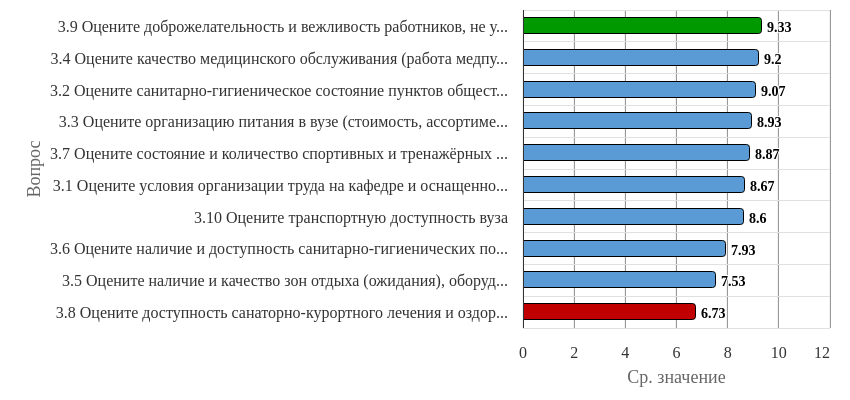 3.9 Оцените доброжелательность и вежливость работников, не у... 9.33
3.4 Оцените качество медицинского обслуживания (работа медпу... 9.2
3.2 Оцените санитарно-гигиеническое состояние пунктов общест... 9.07
3.3 Оцените организацию питания в вузе (стоимость, ассортиме... 8.93
3.7 Оцените состояние и количество спортивных и тренажёрных ... 8.87
3.1 Оцените условия организации труда на кафедре и оснащенно... 8.67
3.10 Оцените транспортную доступность вуза 8.6
3.6 Оцените наличие и доступность санитарно-гигиенических по... 7.93
3.5 Оцените наличие и качество зон отдыха (ожидания), оборуд... 7.53
3.8 Оцените доступность санаторно-курортного лечения и оздор... 6.73
Вопрос
0 2 4 6 8 10 12
Ср. значение